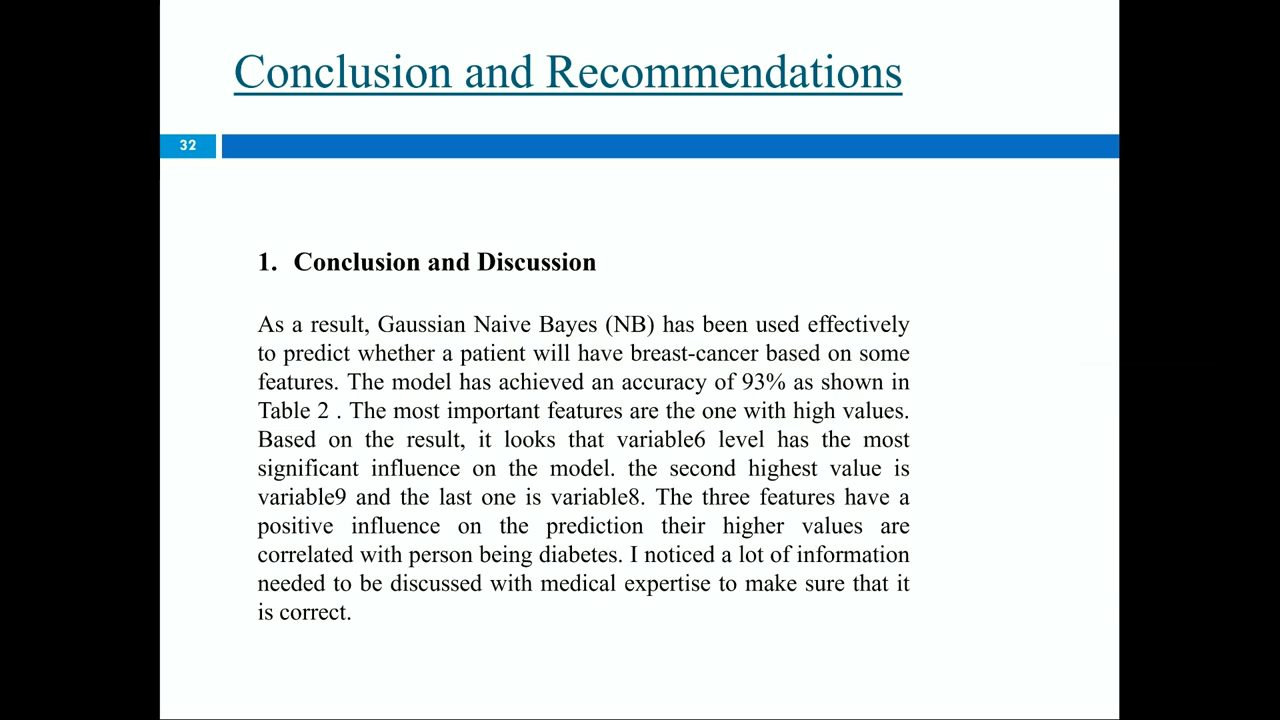 Conclusion and Recommendations
32
1. Conclusion and Discussion
As a result, Gaussian Naive Bayes (NB) has been used effectively
to predict whether a patient will have breast-cancer based on some
features. The model has achieved an accuracy of 93% as shown in
Table 2 . The most important features are the one with high values.
Based on the result, it looks that variable6 level has the most
significant influence on the model. the second highest value is
variable9 and the last one is variable8. The three features have a
positive influence on the prediction their higher values are
correlated with person being diabetes. I noticed a lot of information
needed to be discussed with medical expertise to make sure that it
is correct.